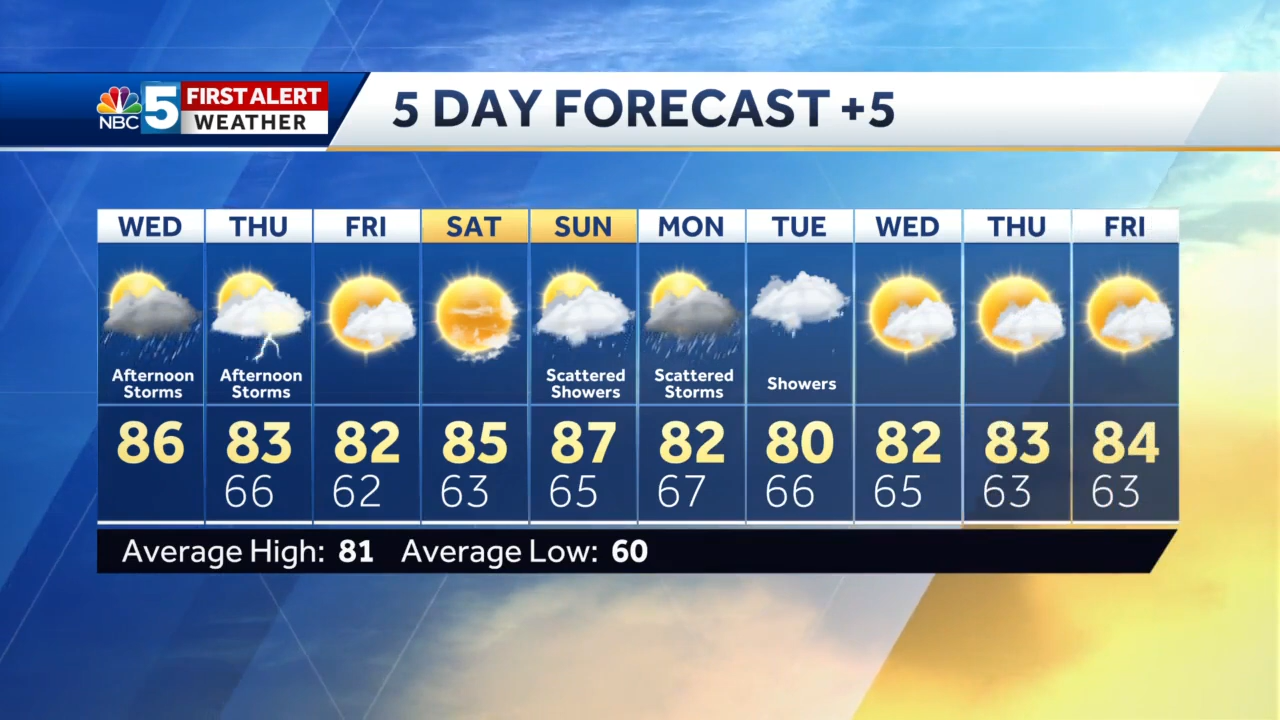 NBC 5 FIRST ALERT WEATHER
5 DAY FORECAST +5
WED THU FRI SAT SUN MON TUE WED THU FRI
Afternoon Storms
Afternoon Storms
Scattered Showers
Scattered Storms
Showers
86 83 82 85 87 82 80 82 83 84
66 62 63 65 67 66 65 63 63
Average High: 81 Average Low: 60